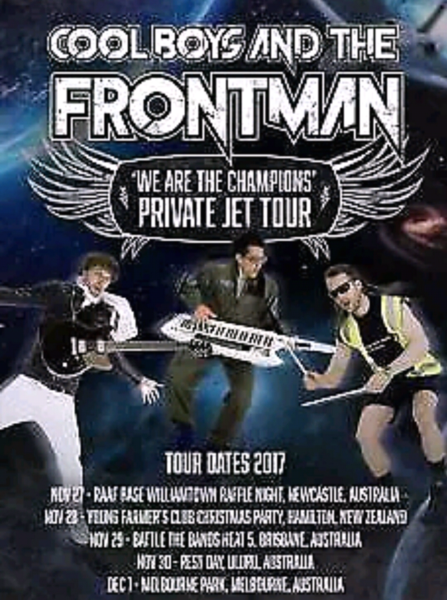 COOL BOYS AND THE
FRONTMAN
'WE ARE THE CHAMPIONS'
PRIVATE JET TOUR
TOUR DATES 2017
NOV 27 - RAAF BASE WILLIAMTOWN RAFFLE NIGHT, NEWCASTLE, AUSTRALIA
NOV 28 - YOUNG FARMER'S CLUB CHRISTMAS PARTY, HAMILTON, NEW ZEALAND
NOV 29 - BATTLE THE BANDS HEAT 5, BRISBANE, AUSTRALIA
NOV 30 - REST DAY, ULURU, AUSTRALIA
DEC 1 - MELBOURNE PARK, MELBOURNE, AUSTRALIA